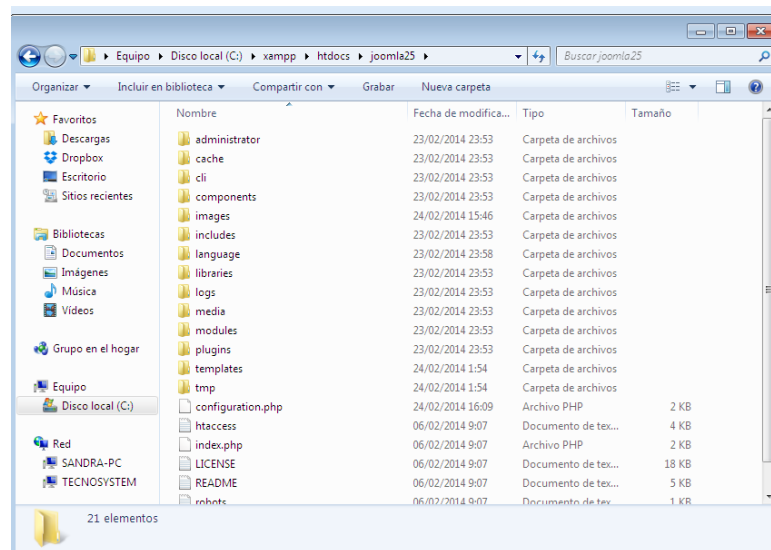 Equipo Disco local (C:) xampp htdocs joomla25 Buscar joomla25
Organizar Incluir en biblioteca Compartir con Grabar Nueva carpeta
Favoritos
Descargas
Dropbox
Escritorio
Sitios recientes
Bibliotecas
Documentos
Imágenes
Música
Vídeos
Grupo en el hogar
Equipo
Disco local (C:)
Red
SANDRA-PC
TECNOSYSTEM
Nombre Fecha de modifica... Tipo Tamaño
administrator 23/02/2014 23:53 Carpeta de archivos
cache 23/02/2014 23:53 Carpeta de archivos
cli 23/02/2014 23:53 Carpeta de archivos
components 23/02/2014 23:53 Carpeta de archivos
images 24/02/2014 15:46 Carpeta de archivos
includes 23/02/2014 23:53 Carpeta de archivos
language 23/02/2014 23:58 Carpeta de archivos
libraries 23/02/2014 23:53 Carpeta de archivos
logs 23/02/2014 23:53 Carpeta de archivos
media 23/02/2014 23:53 Carpeta de archivos
modules 23/02/2014 23:53 Carpeta de archivos
plugins 23/02/2014 23:53 Carpeta de archivos
templates 24/02/2014 1:54 Carpeta de archivos
tmp 24/02/2014 1:54 Carpeta de archivos
configuration.php 24/02/2014 16:09 Archivo PHP 2 KB
htaccess 06/02/2014 9:07 Documento de tex... 4 KB
index.php 06/02/2014 9:07 Archivo PHP 2 KB
LICENSE 06/02/2014 9:07 Documento de tex... 18 KB
README 06/02/2014 9:07 Documento de tex... 5 KB
robots 06/02/2014 9:07 Documento de tex... 1 KB
21 elementos